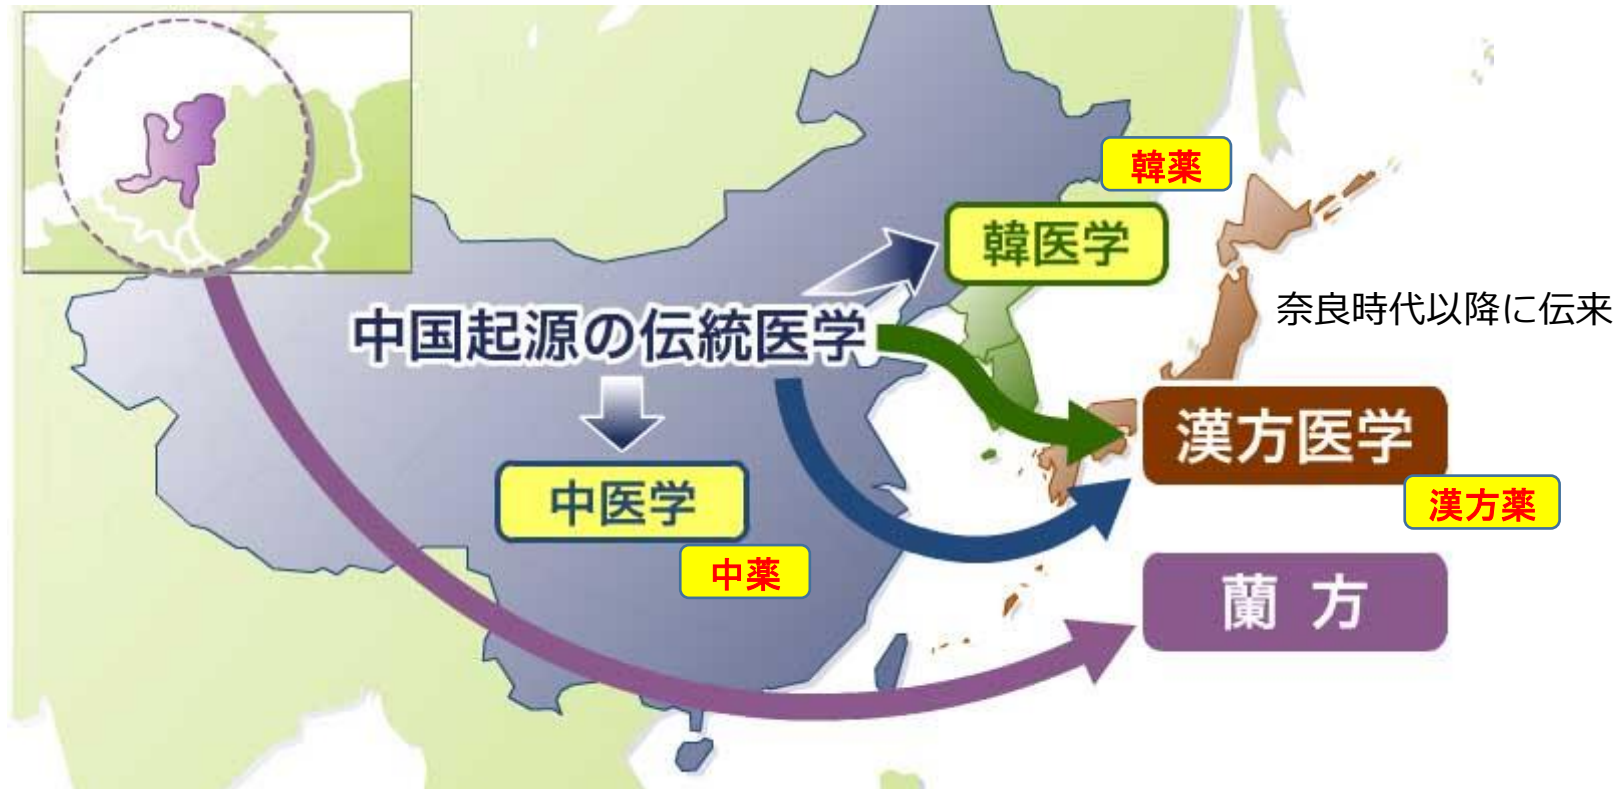 韓薬
韓医学
奈良時代以降に伝来
中国起源の伝統医学
漢方医学
中医学
漢方薬
中薬
蘭方